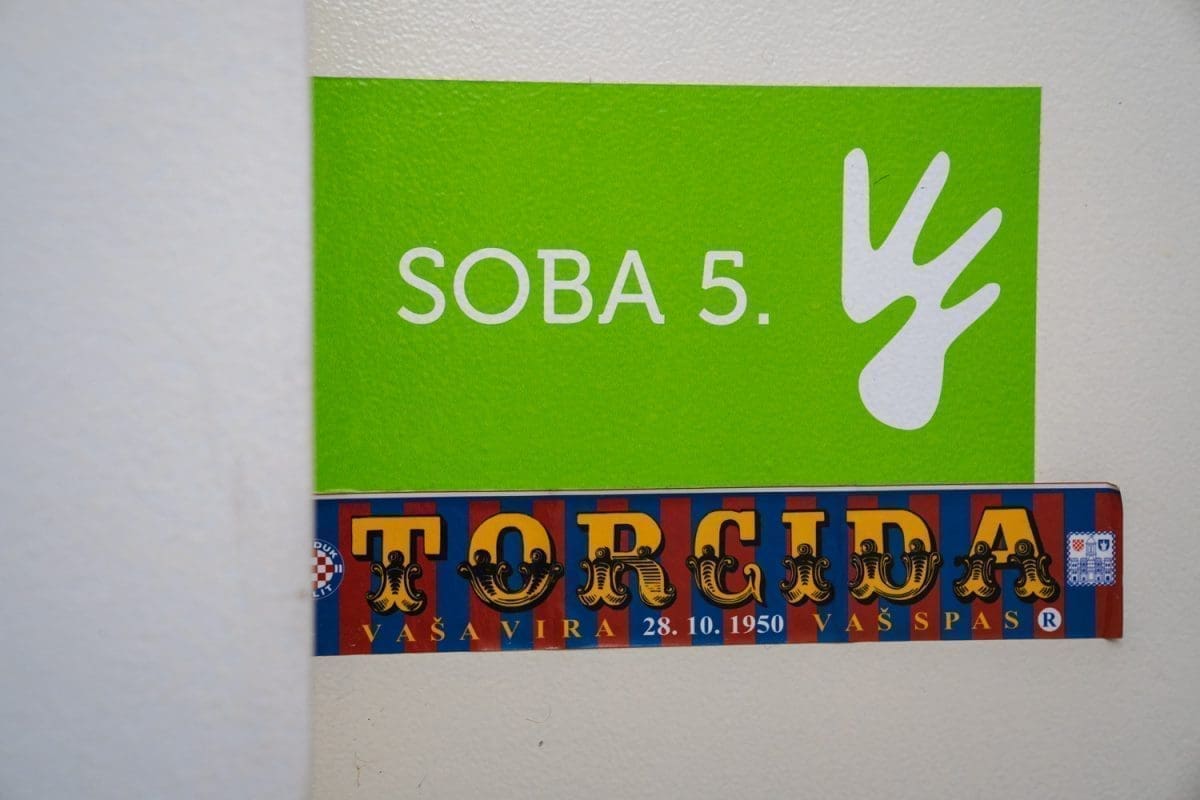 SOBA 5.
TORCIDA
VAŠA VIRA 28. 10. 1950 VAŠ SPAS ®